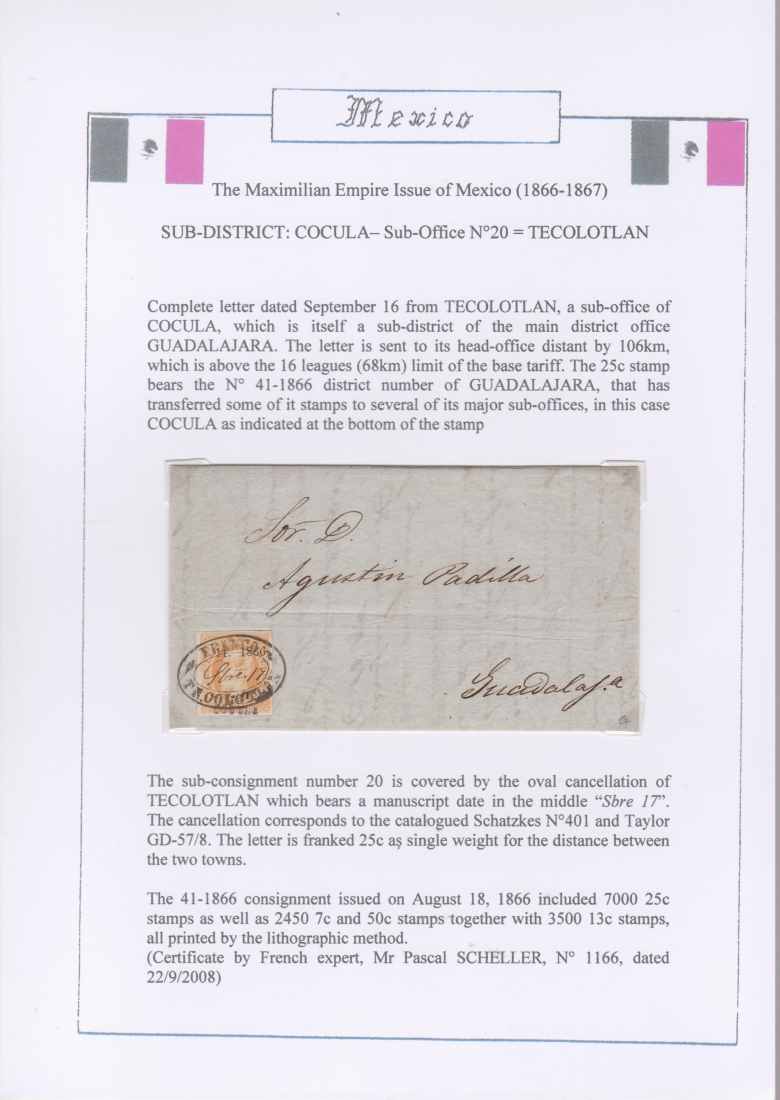 Mexico
The Maximilian Empire Issue of Mexico (1866-1867)
SUB-DISTRICT: COCULA– Sub-Office N°20 = TECOLOTLAN
Complete letter dated September 16 from TECOLOTLAN, a sub-office of
COCULA, which is itself a sub-district of the main district office
GUADALAJARA. The letter is sent to its head-office distant by 106km,
which is above the 16 leagues (68km) limit of the base tariff. The 25c stamp
bears the N° 41-1866 district number of GUADALAJARA, that has
transferred some of it stamps to several of its major sub-offices, in this case
COCULA as indicated at the bottom of the stamp
Sor. D.
Agustin Padilla
FRANCO
41. 1866
Sbre. 17
TECOLOTLAN
COCULA
Guadalaj.a
The sub-consignment number 20 is covered by the oval cancellation of
TECOLOTLAN which bears a manuscript date in the middle “Sbre 17”.
The cancellation corresponds to the catalogued Schatzkes N°401 and Taylor
GD-57/8. The letter is franked 25c as single weight for the distance between
the two towns.
The 41-1866 consignment issued on August 18, 1866 included 7000 25c
stamps as well as 2450 7c and 50c stamps together with 3500 13c stamps,
all printed by the lithographic method.
(Certificate by French expert, Mr Pascal SCHELLER, N° 1166, dated
22/9/2008)